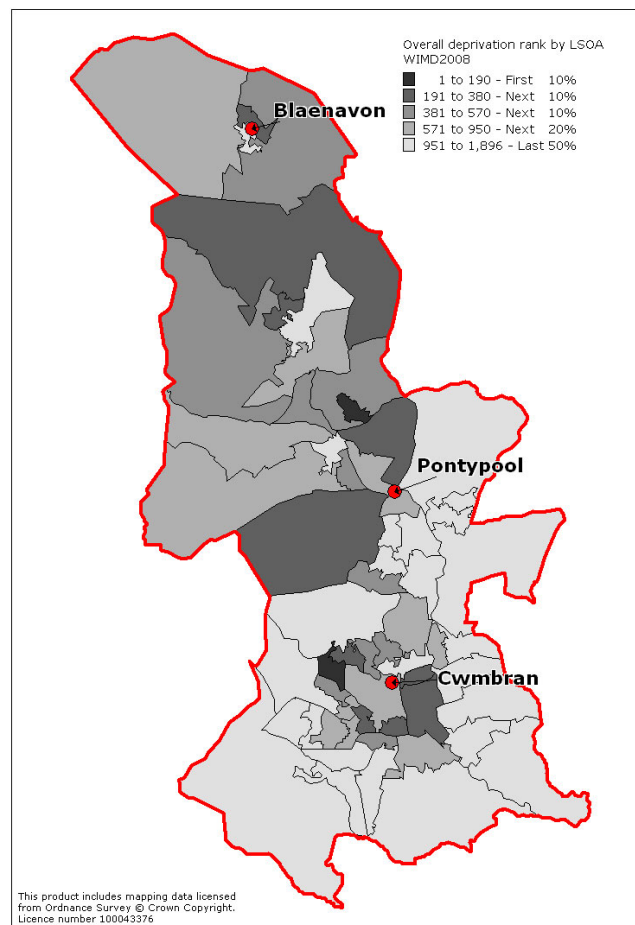 Overall deprivation rank by LSOA
WIMD2008
1 to 190 - First 10%
191 to 380 - Next 10%
381 to 570 - Next 10%
571 to 950 - Next 20%
951 to 1,896 - Last 50%
Blaenavon
Pontypool
Cwmbran
This product includes mapping data licensed
from Ordnance Survey © Crown Copyright.
Licence number 100043376